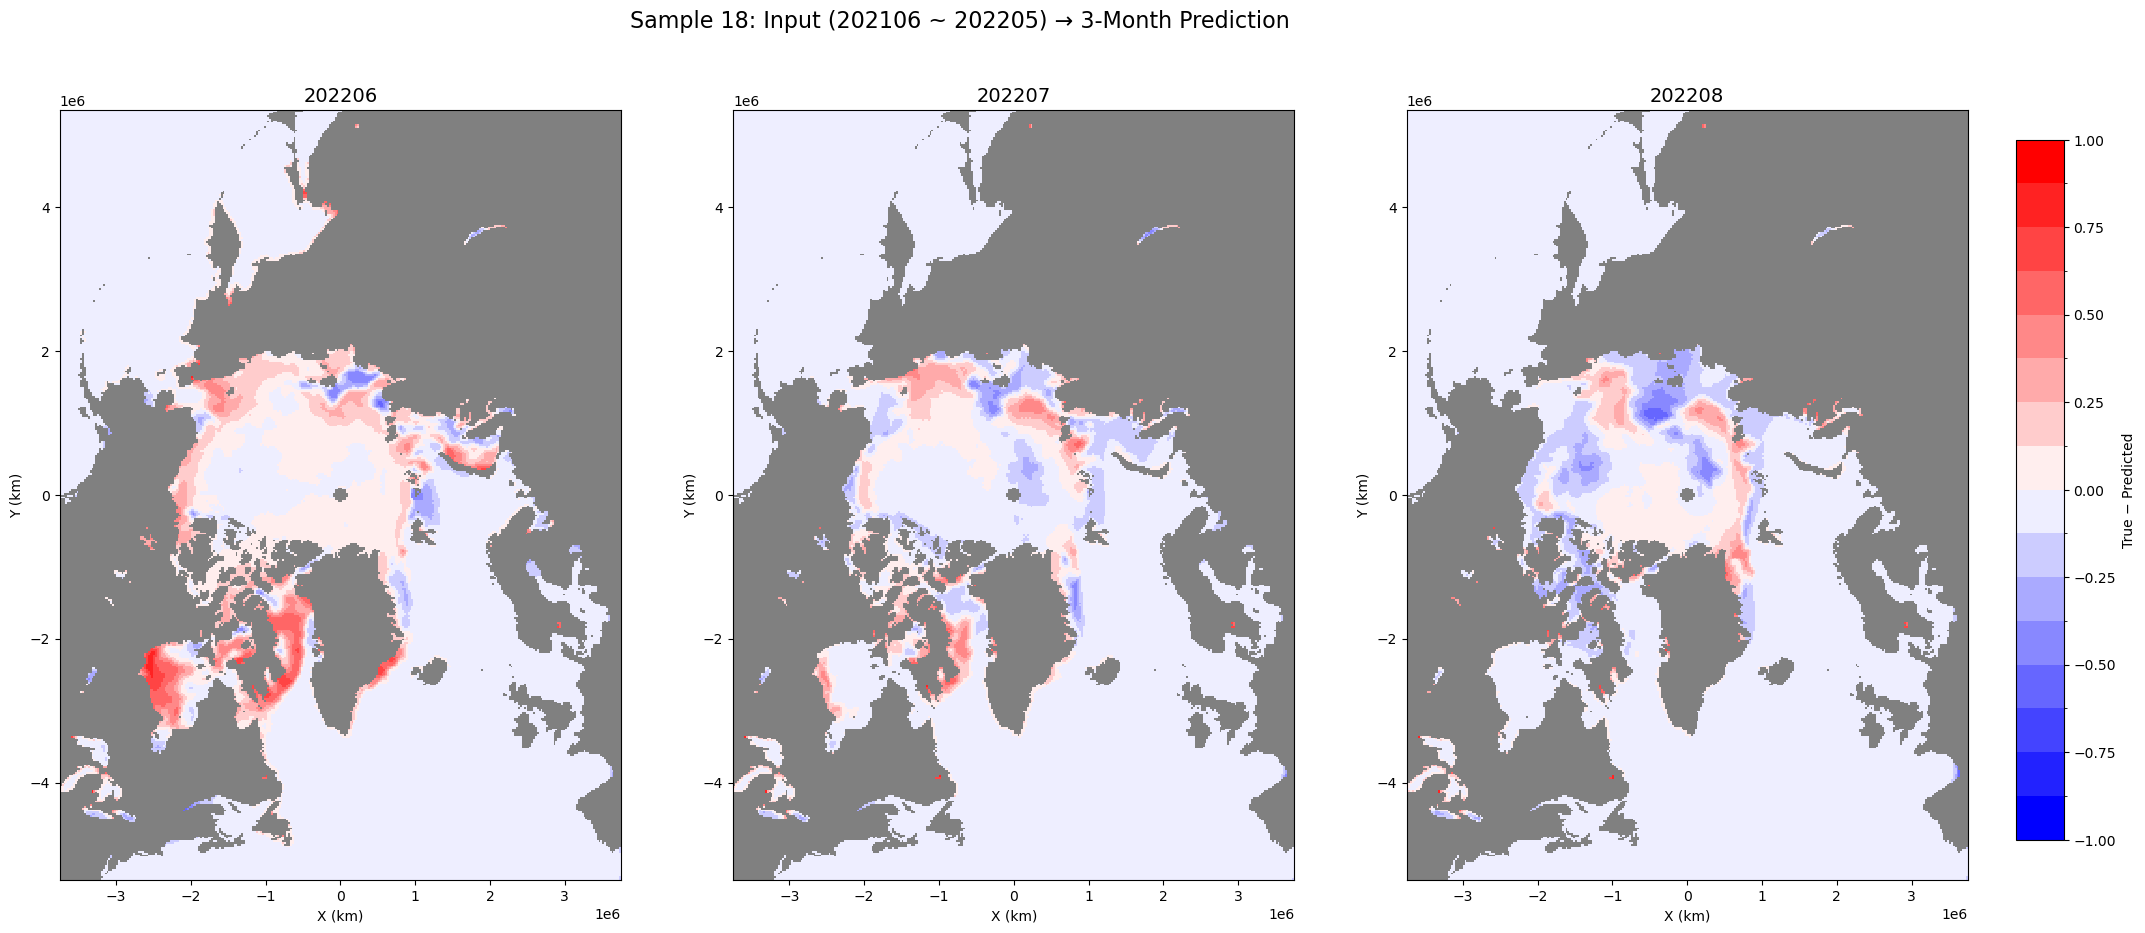 Sample 18: Input (202106 ~ 202205) → 3-Month Prediction
202206
202207
202208
1e6
1e6
1e6
4
2
0
−2
−4
Y (km)
−3 −2 −1 0 1 2 3
X (km)
1e6
4
2
0
−2
−4
Y (km)
−3 −2 −1 0 1 2 3
X (km)
1e6
4
2
0
−2
−4
Y (km)
−3 −2 −1 0 1 2 3
X (km)
1e6
1.00
0.75
0.50
0.25
0.00
−0.25
−0.50
−0.75
−1.00
True − Predicted